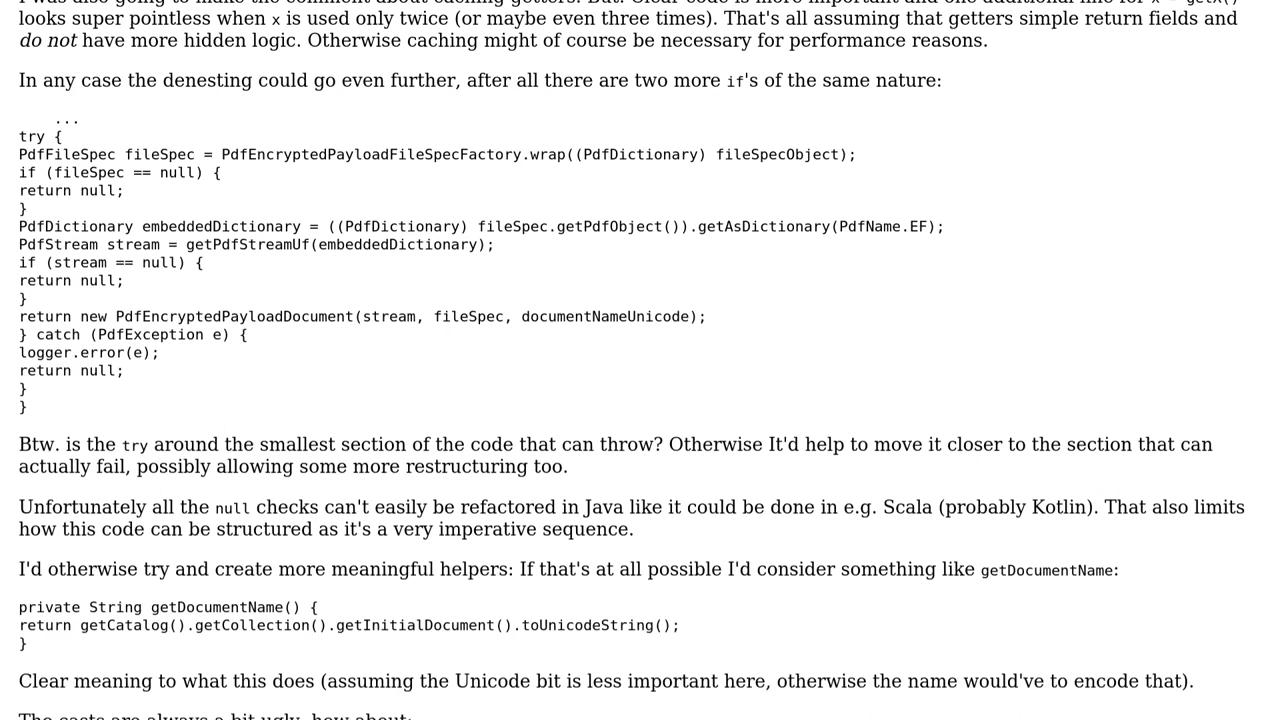 looks super pointless when x is used only twice (or maybe even three times). That's all assuming that getters simple return fields and
do not have more hidden logic. Otherwise caching might of course be necessary for performance reasons.
In any case the denesting could go even further, after all there are two more if's of the same nature:
...
try {
PdfFileSpec fileSpec = PdfEncryptedPayloadFileSpecFactory.wrap((PdfDictionary) fileSpecObject);
if (fileSpec == null) {
return null;
}
PdfDictionary embeddedDictionary = ((PdfDictionary) fileSpec.getPdfObject()).getAsDictionary(PdfName.EF);
PdfStream stream = getPdfStreamUf(embeddedDictionary);
if (stream == null) {
return null;
}
return new PdfEncryptedPayloadDocument(stream, fileSpec, documentNameUnicode);
} catch (PdfException e) {
logger.error(e);
return null;
}
}
Btw. is the try around the smallest section of the code that can throw? Otherwise It'd help to move it closer to the section that can
actually fail, possibly allowing some more restructuring too.
Unfortunately all the null checks can't easily be refactored in Java like it could be done in e.g. Scala (probably Kotlin). That also limits
how this code can be structured as it's a very imperative sequence.
I'd otherwise try and create more meaningful helpers: If that's at all possible I'd consider something like getDocumentName:
private String getDocumentName() {
return getCatalog().getCollection().getInitialDocument().toUnicodeString();
}
Clear meaning to what this does (assuming the Unicode bit is less important here, otherwise the name would've to encode that).
The casts are always a bit ugly, how about: